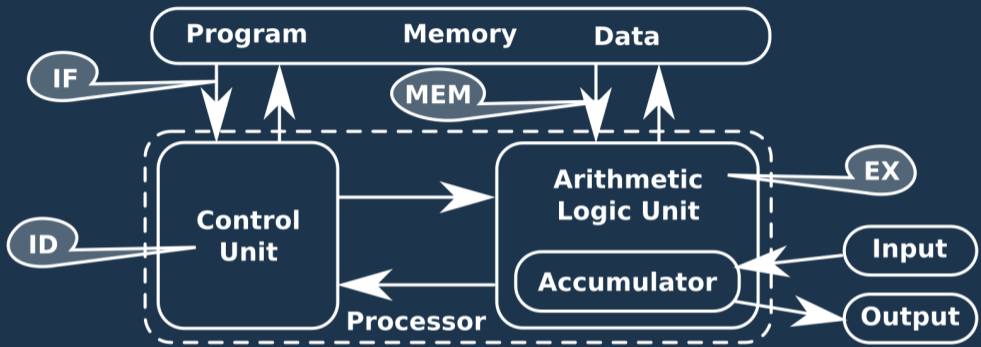 Program Memory Data
IF
MEM
Arithmetic
Logic Unit
EX
Control
Unit
ID
Input
Accumulator
Output
Processor